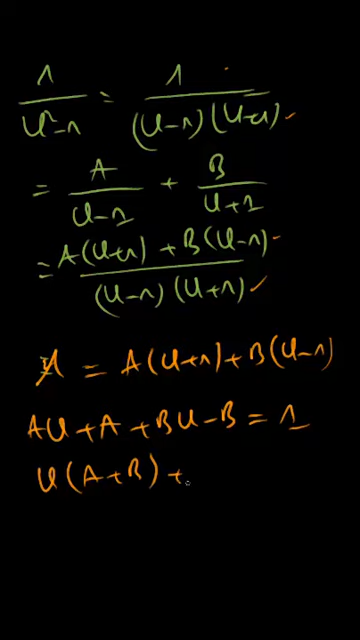 1/(U²-1) = 1/((U-1)(U+1))
= A/(U-1) + B/(U+1)
= (A(U+1) + B(U-1))/((U-1)(U+1))
1 = A(U+1) + B(U-1)
AU + A + BU - B = 1
U(A+B) +